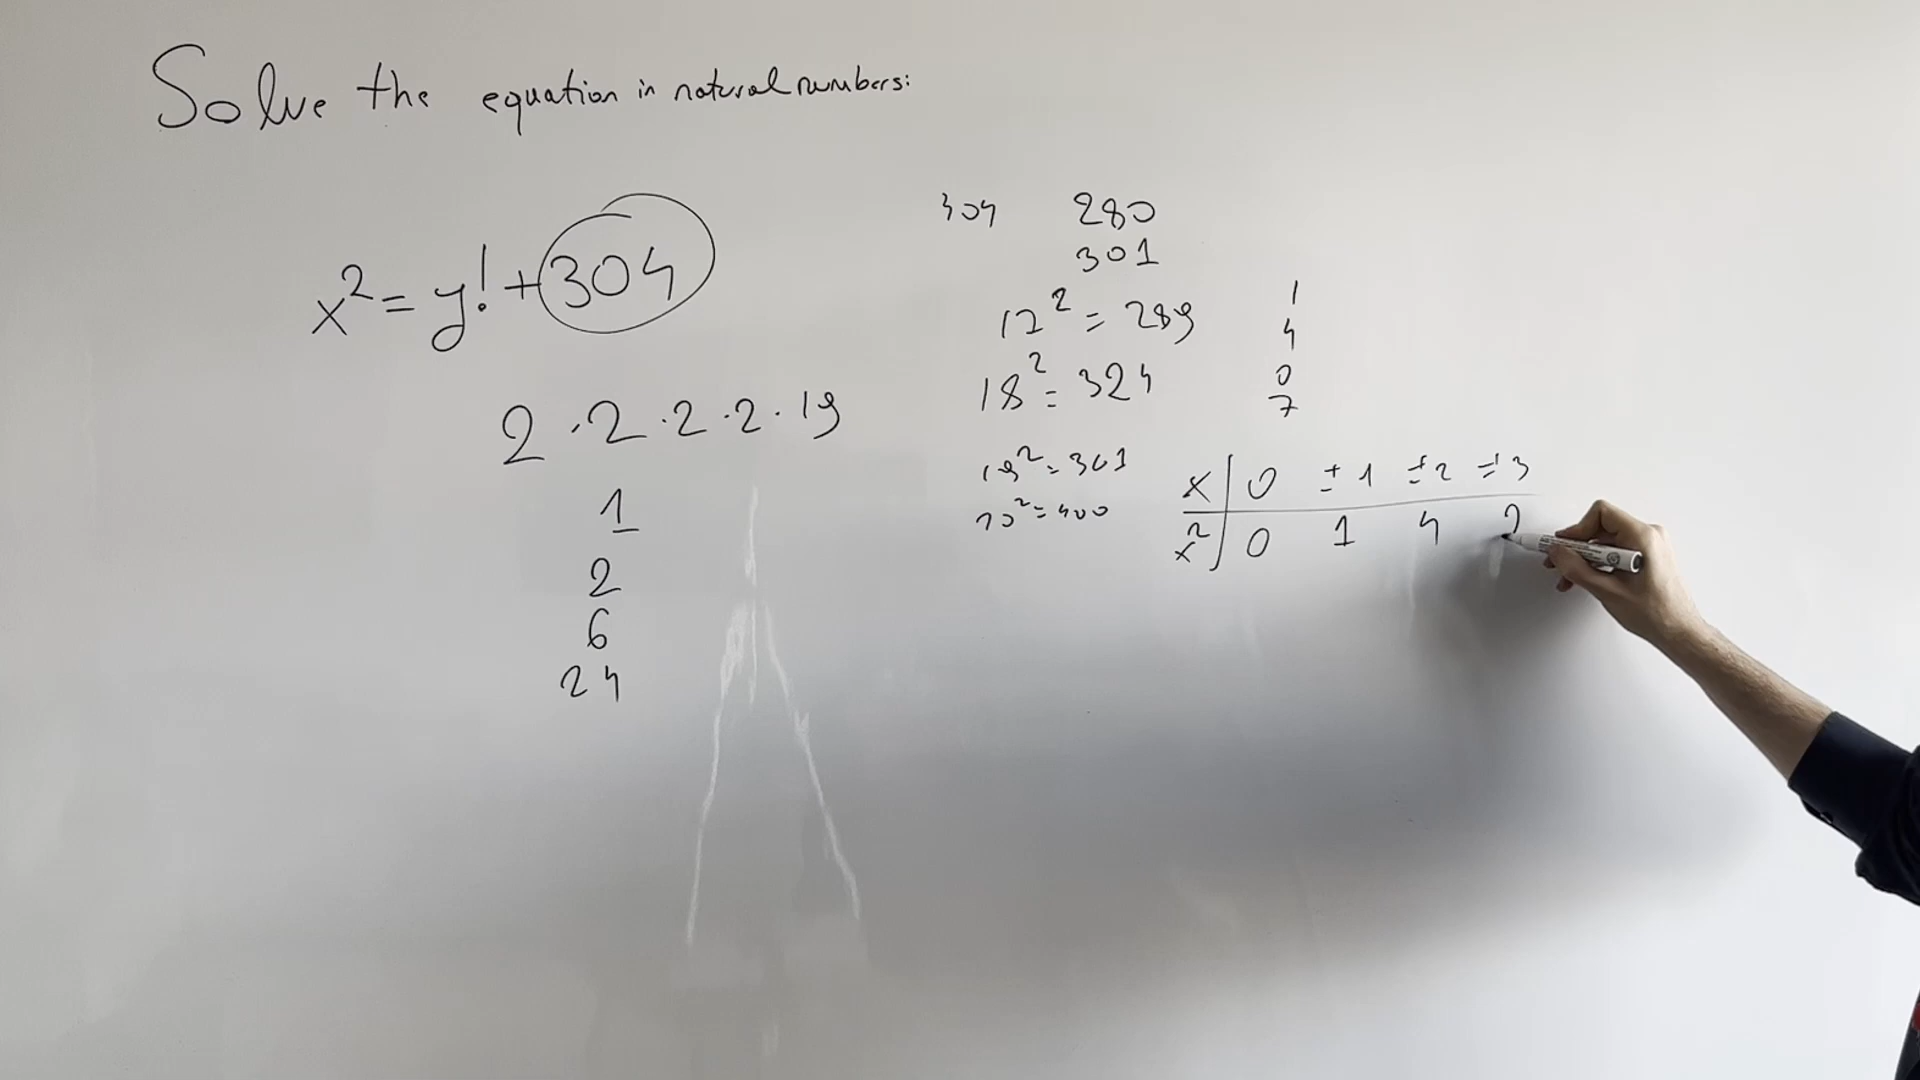 Solve the equation in natural numbers:
x² = y! + 304
2 · 2 · 2 · 2 · 19
1
2
6
24
304 280
301
17² = 289
18² = 324
19² = 361
20² = 400
1
4
0
7
x | 0 ±1 ±2 ±3
x² | 0 1 4 2